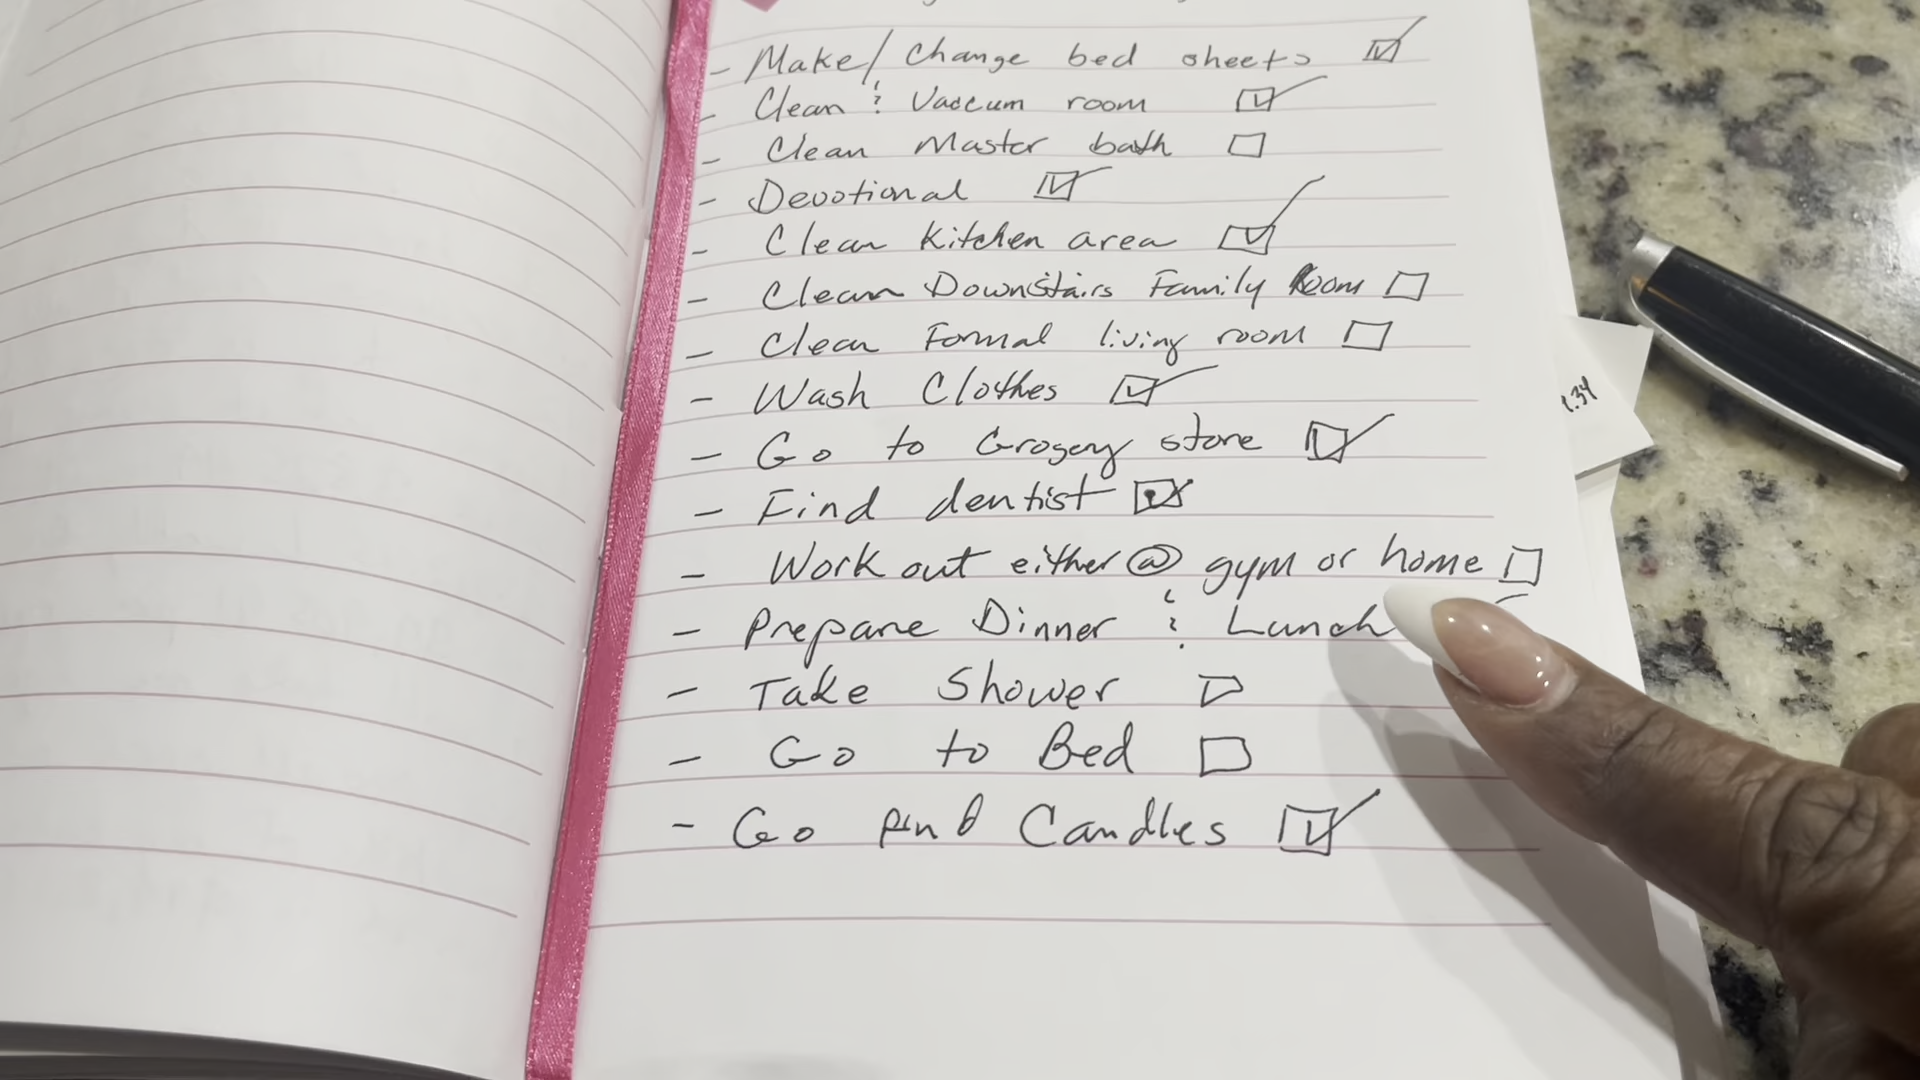 - Make/Change bed sheets ☑
- Clean & Vaccum room ☑
- Clean Master bath ☐
- Devotional ☑
- Clean Kitchen area ☑
- Clean Downstairs Family Room ☐
- Clean Formal living room ☐
- Wash Clothes ☑
- Go to Grogery store ☑
- Find dentist ☑
- Work out either @ gym or home ☐
- Prepare Dinner & Lunch
- Take Shower ☐
- Go to Bed ☐
- Go find Candles ☑